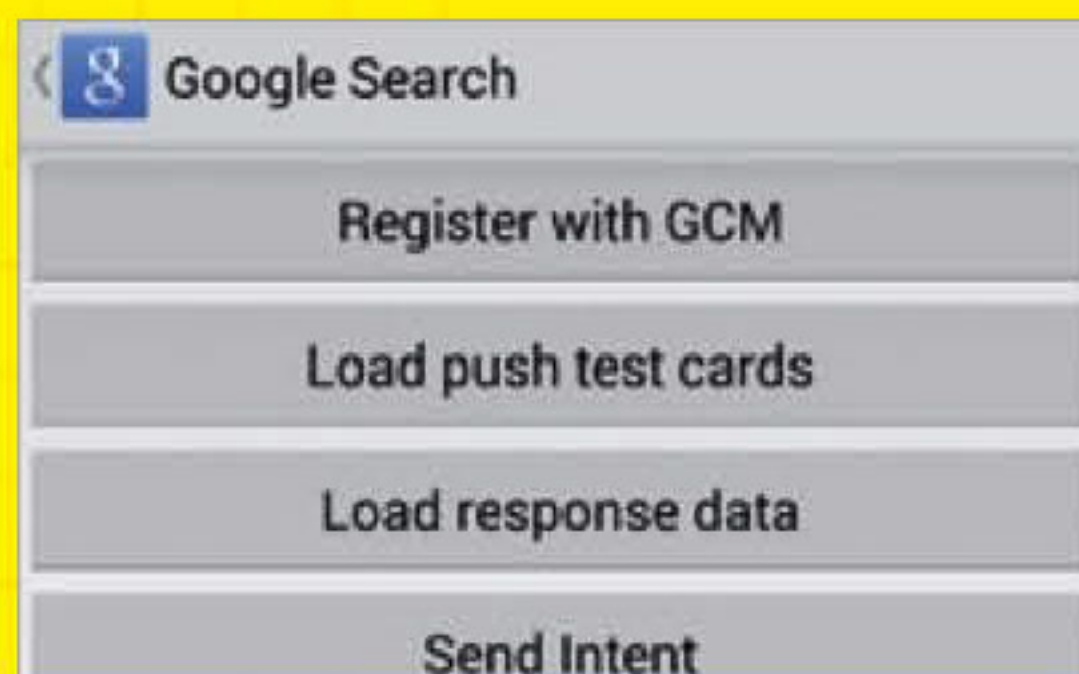 Google Search
Register with GCM
Load push test cards
Load response data
Send Intent